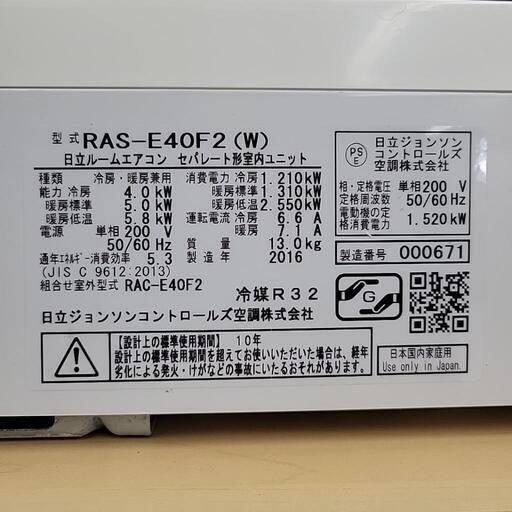 型式 RAS-E40F2(W)
日立ルームエアコン セパレート形室内ユニット
種類 冷房・暖房兼用
能力 冷房 4.0kW
暖房標準 5.0kW
暖房低温 5.8kW
電源 単相200V
50/60Hz
通年エネルギー消費効率 5.3
(JIS C 9612:2013)
組合せ室外型式 RAC-E40F2
消費電力 冷房 1.210kW
暖房標準 1.310kW
暖房低温 2.550kW
運転電流 冷房 6.6A
暖房 7.1A
質量 13.0kg
製造年 2016
冷媒R32
日立ジョンソンコントロールズ空調株式会社
PS
E
日立ジョンソン
コントロールズ
空調株式会社
相・定格電圧 単相200 V
定格周波数 50/60Hz
電動機の定
格消費電力 1.520kW
製造番号 000671
G
【設計上の標準使用期間】 10年
設計上の標準使用期間を超えてお使いいただいた場合は、経年
劣化による発火・けがなどの事故にいたるおそれがあります。
日本国内家庭用
Use only in Japan.